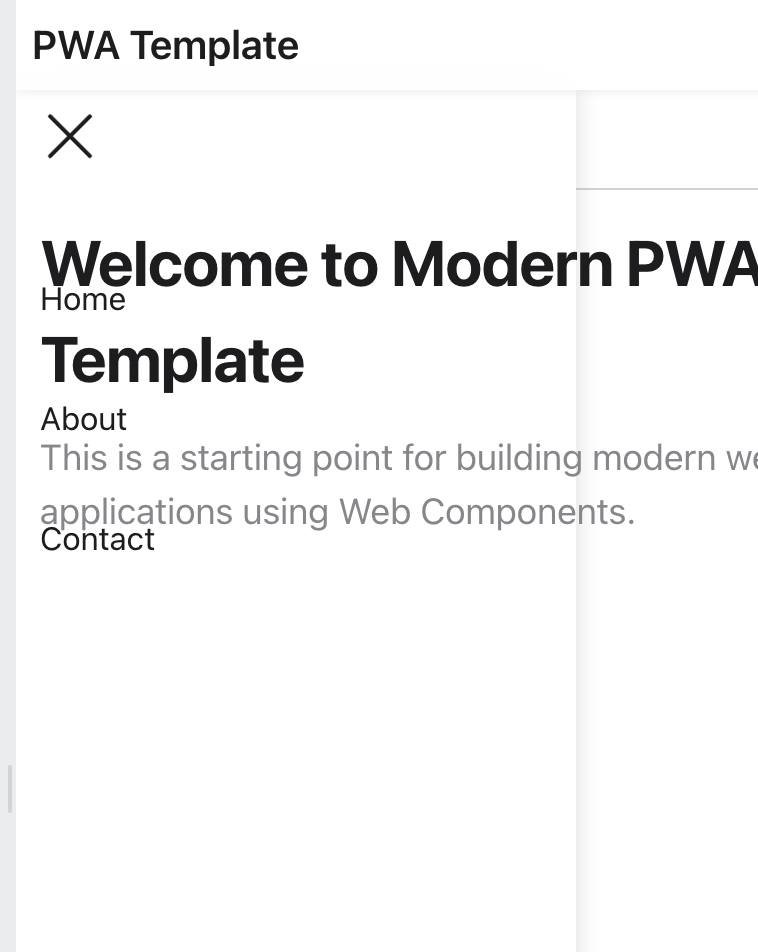 PWA Template
Welcome to Modern PWA
Home
Template
About
This is a starting point for building modern we
applications using Web Components.
Contact